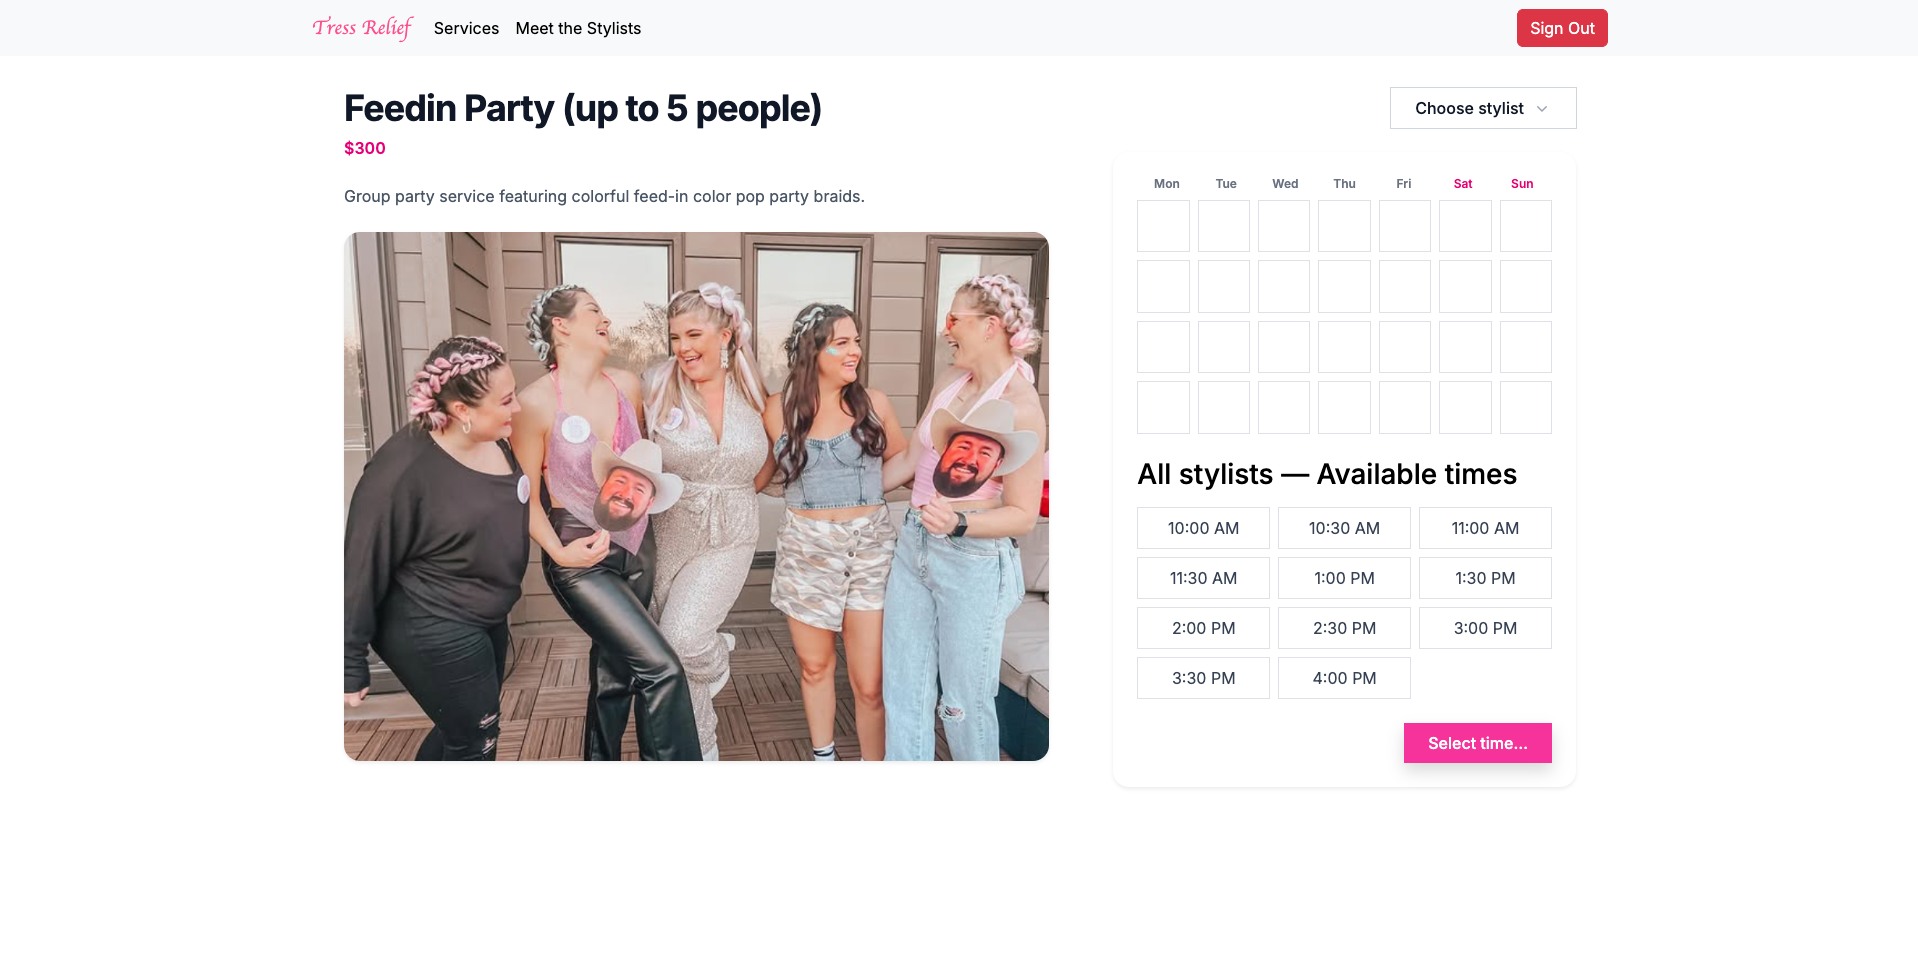 Tress Relief Services Meet the Stylists Sign Out
Feedin Party (up to 5 people)
$300
Group party service featuring colorful feed-in color pop party braids.
Choose stylist
Mon Tue Wed Thu Fri Sat Sun
All stylists — Available times
10:00 AM 10:30 AM 11:00 AM
11:30 AM 1:00 PM 1:30 PM
2:00 PM 2:30 PM 3:00 PM
3:30 PM 4:00 PM
Select time...